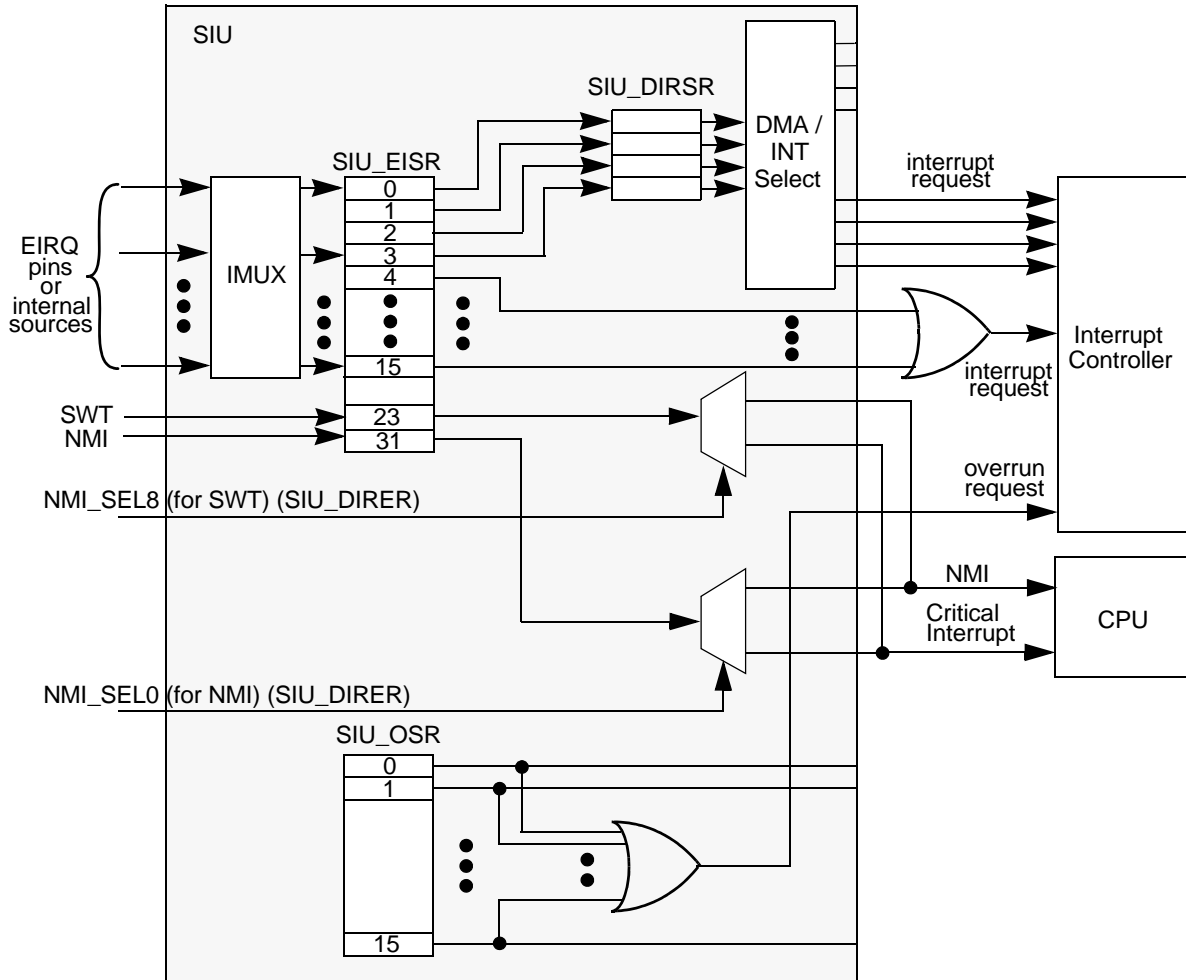 SIU
SIU_DIRSR
DMA /
INT
Select
SIU_EISR
0
1
2
3
4
15
23
31
interrupt
request
EIRQ
pins
or
internal
sources
IMUX
Interrupt
Controller
interrupt
request
SWT
NMI
overrun
request
NMI_SEL8 (for SWT) (SIU_DIRER)
NMI
Critical
Interrupt
CPU
NMI_SEL0 (for NMI) (SIU_DIRER)
SIU_OSR
0
1
15